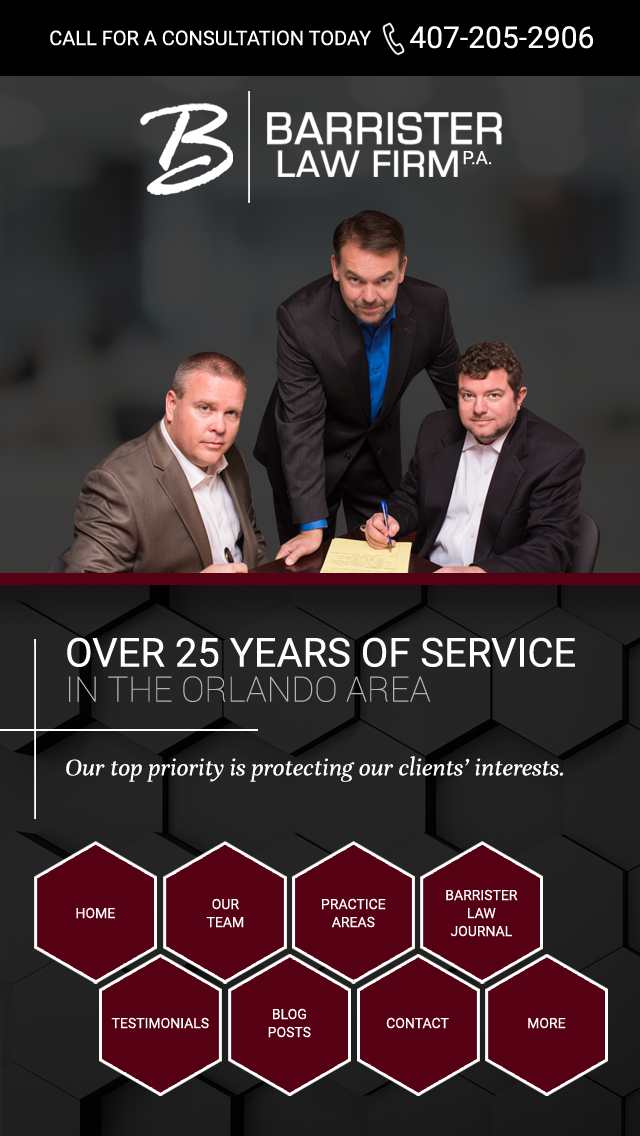 CALL FOR A CONSULTATION TODAY 407-205-2906
B
BARRISTER
LAW FIRM P.A.
OVER 25 YEARS OF SERVICE
IN THE ORLANDO AREA
Our top priority is protecting our clients’ interests.
HOME
OUR
TEAM
PRACTICE
AREAS
BARRISTER
LAW
JOURNAL
TESTIMONIALS
BLOG
POSTS
CONTACT
MORE